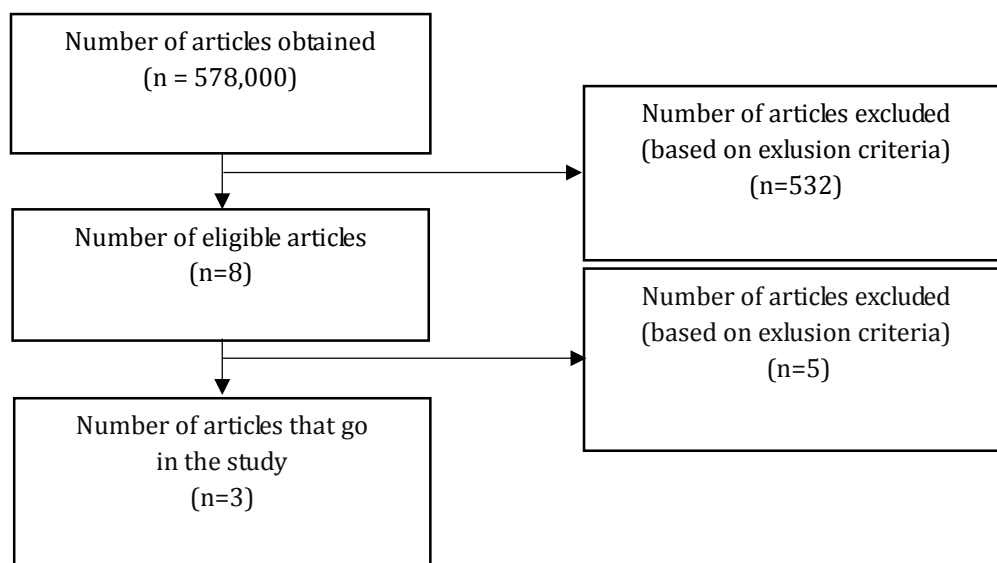 Number of articles obtained
(n = 578,000)
Number of articles excluded
(based on exlusion criteria)
(n=532)
Number of eligible articles
(n=8)
Number of articles excluded
(based on exlusion criteria)
(n=5)
Number of articles that go
in the study
(n=3)